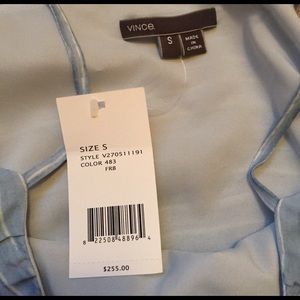 VINCE.
S
MADE IN
CHINA
SIZE S
STYLE V270511191
COLOR 483
FRB
8 22508 48896 4
$255.00